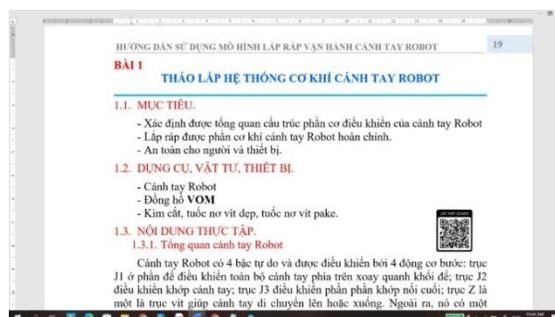 HƯỚNG DẪN SỬ DỤNG MÔ HÌNH LẮP RÁP VẬN HÀNH CÁNH TAY ROBOT
19
BÀI 1
THÁO LẮP HỆ THỐNG CƠ KHÍ CÁNH TAY ROBOT
1.1. MỤC TIÊU.
- Xác định được tổng quan cấu trúc phần cơ điều khiển của cánh tay Robot
- Lắp ráp được phần cơ khí cánh tay Robot hoàn chỉnh.
- An toàn cho người và thiết bị.
1.2. DỤNG CỤ, VẬT TƯ, THIẾT BỊ.
- Cánh tay Robot
- Đồng hồ VOM
- Kìm cắt, tuốc nơ vít dẹp, tuốc nơ vít pake.
1.3. NỘI DUNG THỰC TẬP.
1.3.1. Tổng quan cánh tay Robot
Cánh tay Robot có 4 bậc tự do và được điều khiển bởi 4 động cơ bước: trục
J1 ở phần đế điều khiển toàn bộ cánh tay phía trên xoay quanh khối đế; trục J2
điều khiển khớp cánh tay; trục J3 điều khiển phần phần khớp nối cuối; trục Z là
một là trục vít giúp cánh tay di chuyển lên hoặc xuống. Ngoài ra, nó có một